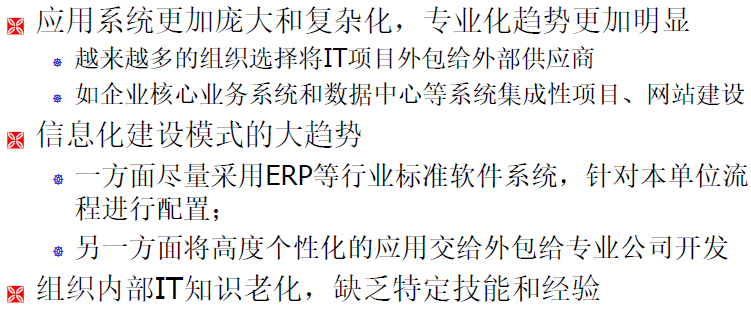 应用系统更加庞大和复杂化，专业化趋势更加明显
越来越多的组织选择将IT项目外包给外部供应商
如企业核心业务系统和数据中心等系统集成性项目、网站建设
信息化建设模式的大趋势
一方面尽量采用ERP等行业标准软件系统，针对本单位流
程进行配置；
另一方面将高度个性化的应用交给外包给专业公司开发
组织内部IT知识老化，缺乏特定技能和经验